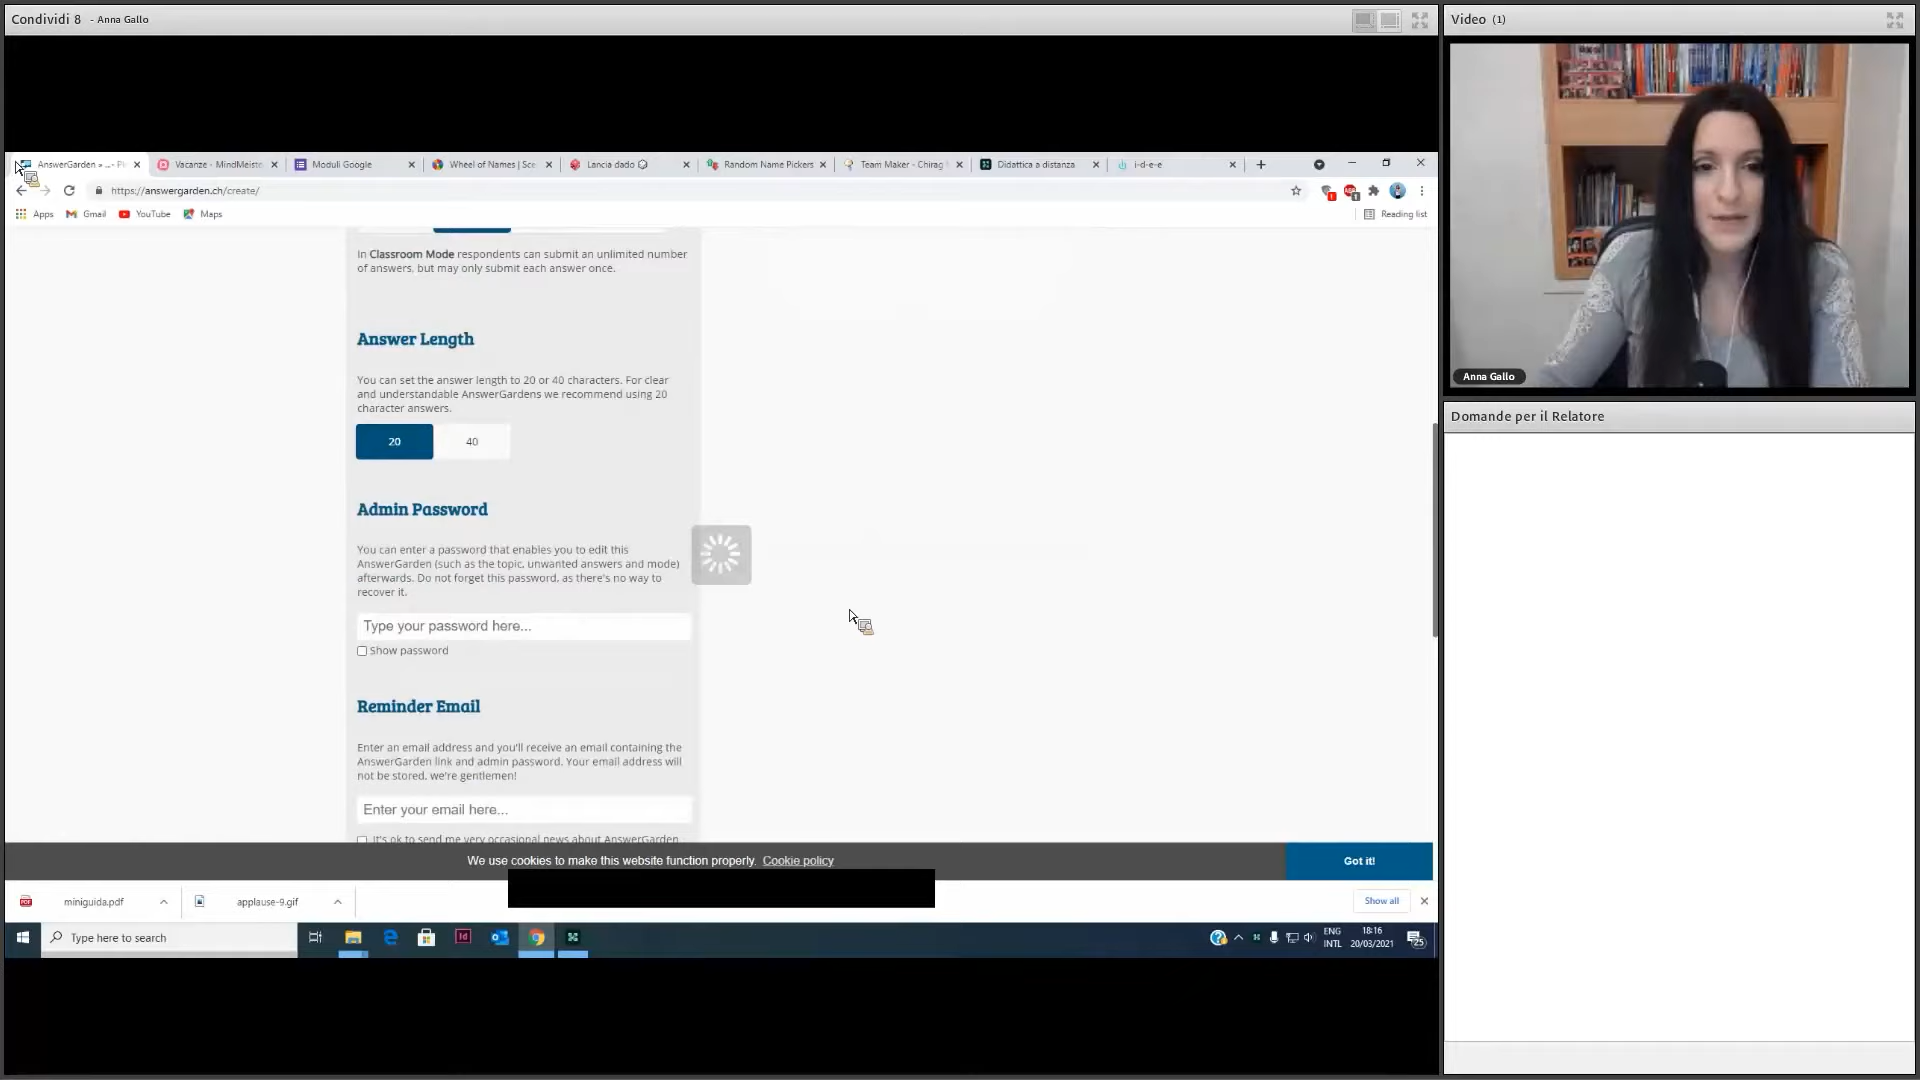 Condividi 8 - Anna Gallo
Video (1)
Anna Gallo
Domande per il Relatore
AnswerGarden » ...- Pl
Vacanze - MindMeist
Moduli Google
Wheel of Names | Sce
Lancia dado
Random Name Pickers
Team Maker - Chirag
Didattica a distanza
i-d-e-e
https://answergarden.ch/create/
Apps
Gmail
YouTube
Maps
Reading list
In Classroom Mode respondents can submit an unlimited number
of answers, but may only submit each answer once.
Answer Length
You can set the answer length to 20 or 40 characters. For clear
and understandable AnswerGardens we recommend using 20
character answers.
20
40
Admin Password
You can enter a password that enables you to edit this
AnswerGarden (such as the topic, unwanted answers and mode)
afterwards. Do not forget this password, as there's no way to
recover it.
Type your password here...
Show password
Reminder Email
Enter an email address and you'll receive an email containing the
AnswerGarden link and admin password. Your email address will
not be stored, we're gentlemen!
Enter your email here...
It's ok to send me very occasional news about AnswerGarden
We use cookies to make this website function properly. Cookie policy
Got it!
miniguida.pdf
applause-9.gif
Show all
Type here to search
ENG
INTL
18:16
20/03/2021
25